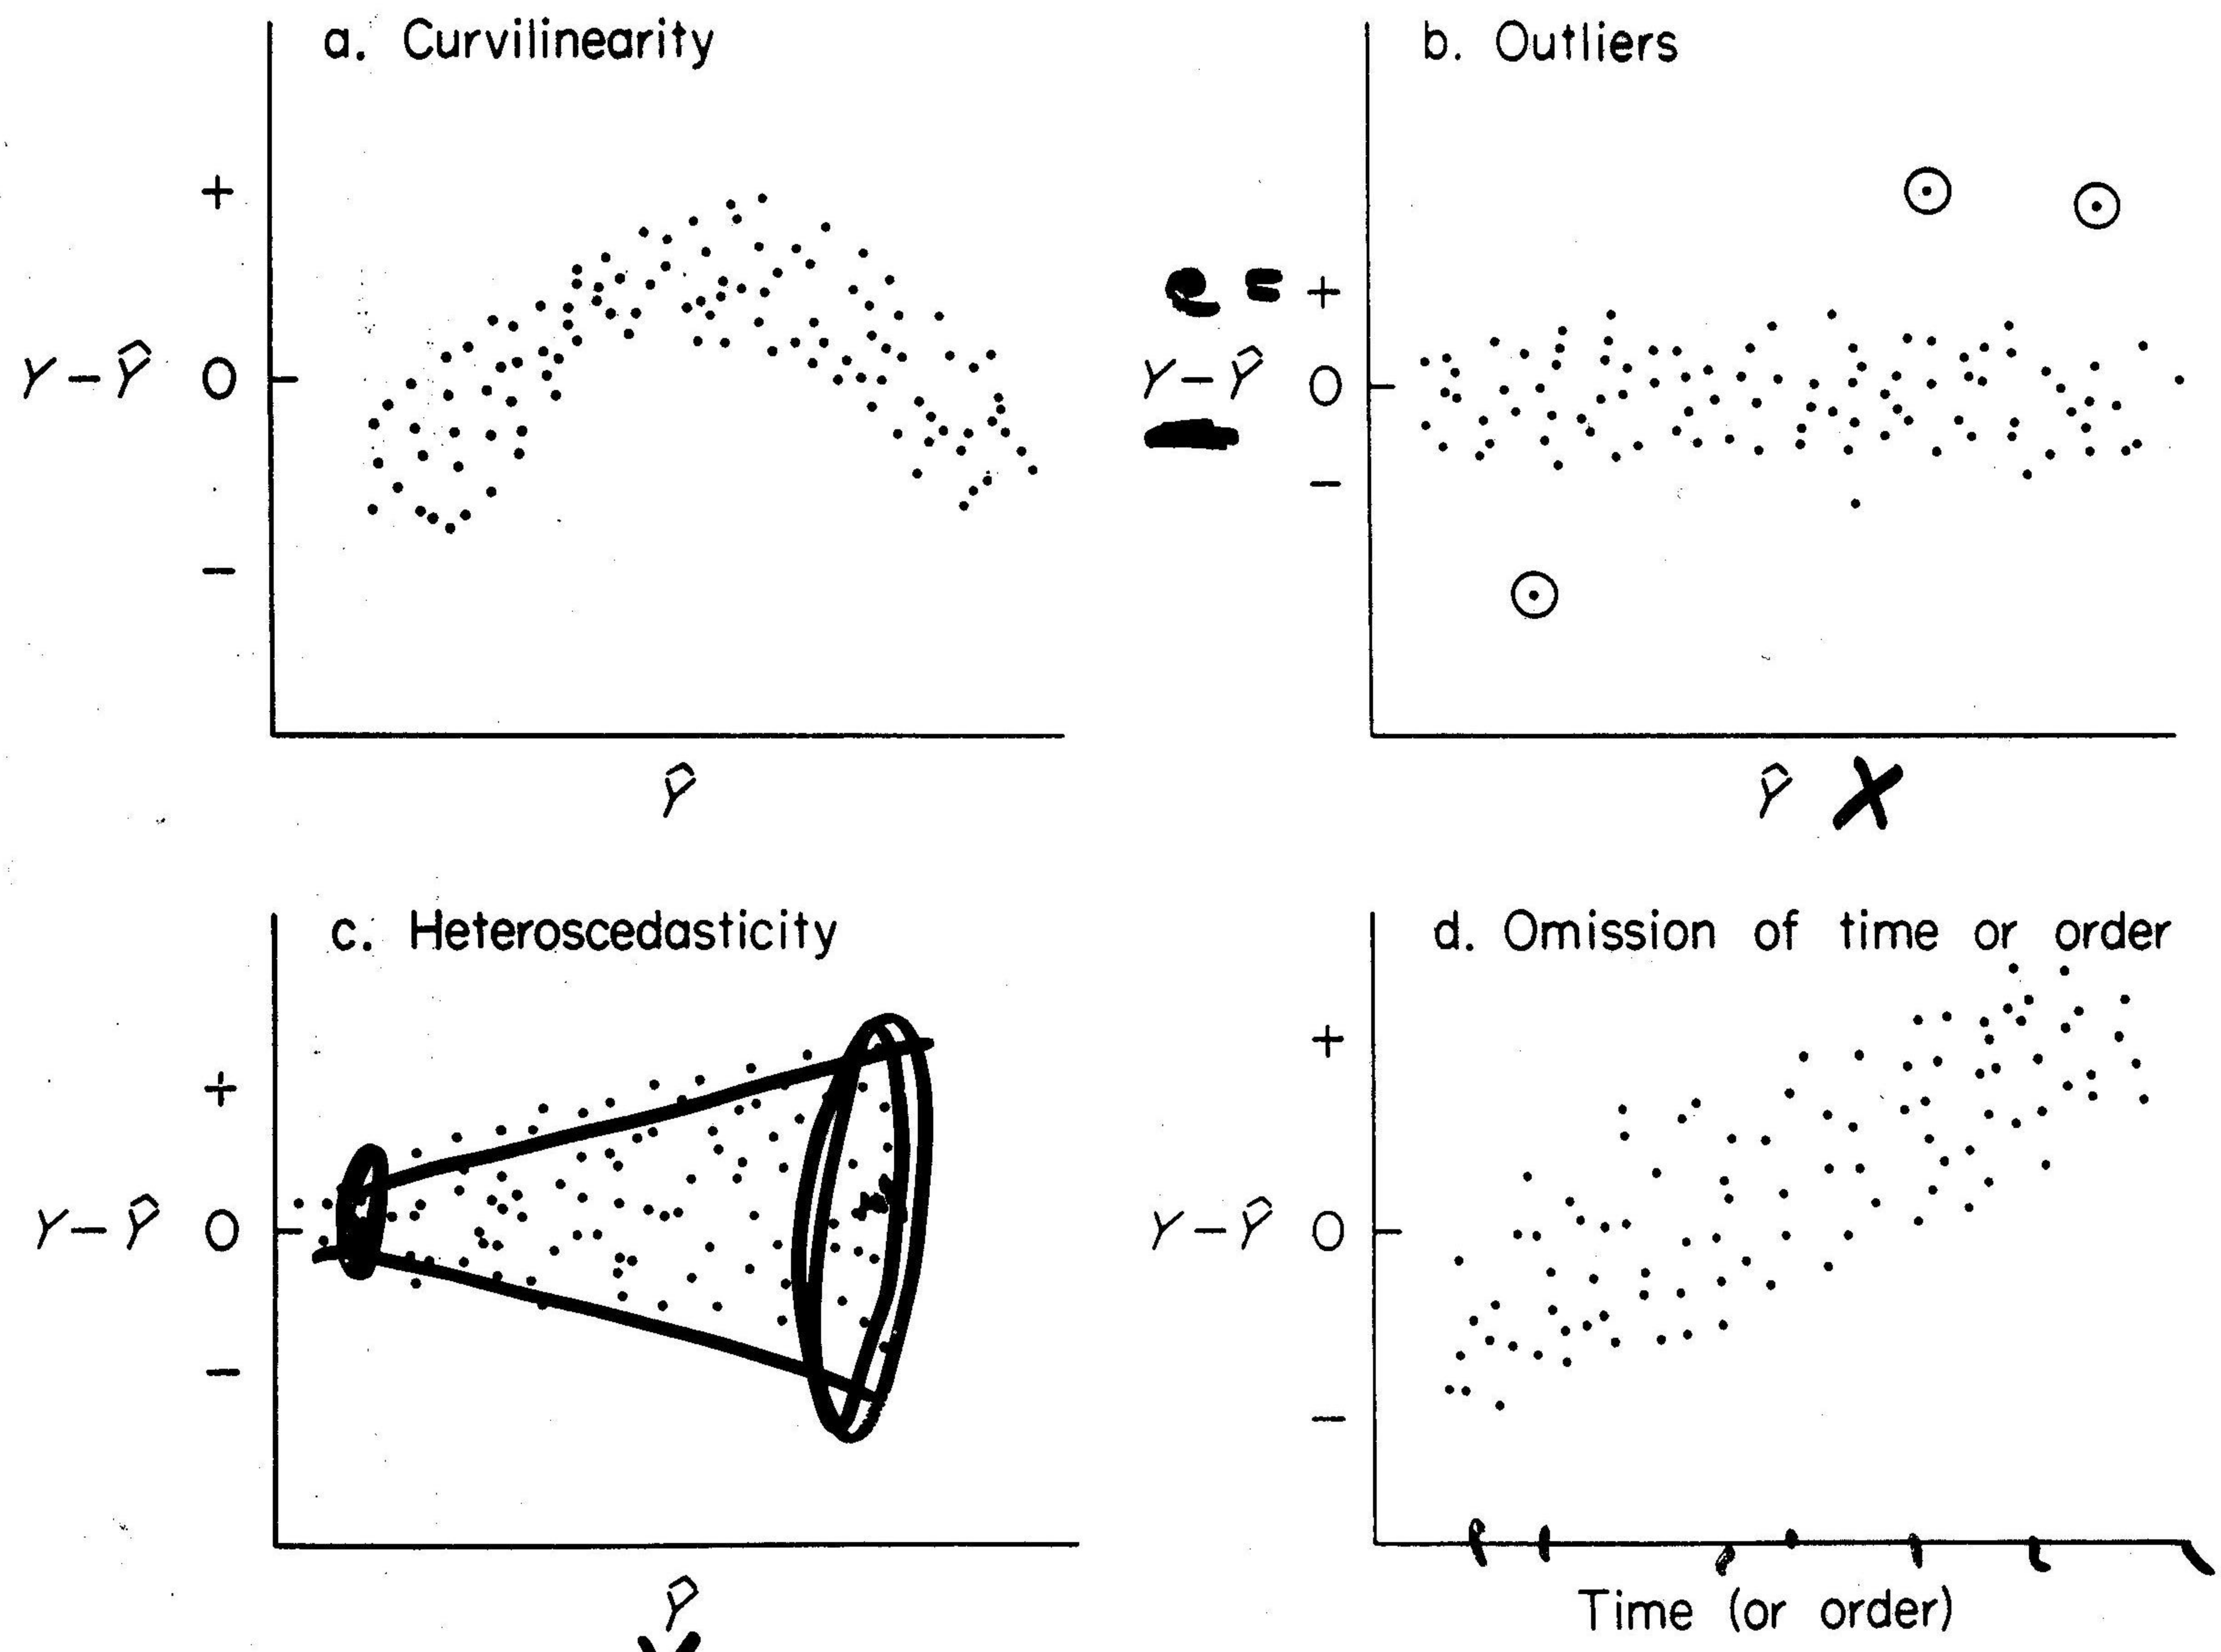 a. Curvilinearity
+
Y − Ŷ 0
−
Ŷ
b. Outliers
e = +
Y − Ŷ 0
−
Ŷ X
c. Heteroscedasticity
+
Y − Ŷ 0
−
Ŷ
d. Omission of time or order
+
Y − Ŷ 0
−
Time (or order)